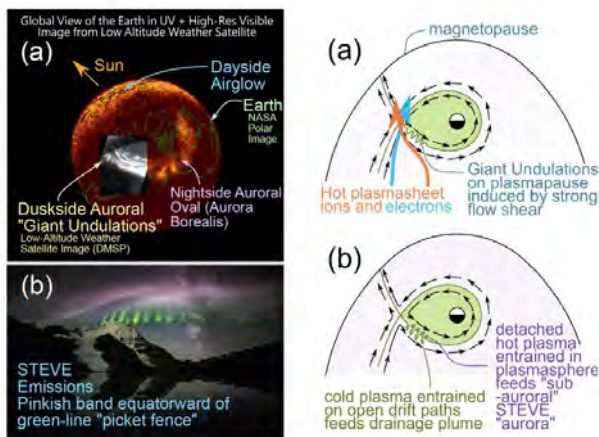 Global View of the Earth in UV + High-Res Visible
Image from Low Altitude Weather Satellite
(a)
Sun
Dayside
Airglow
Earth
NASA
Polar
Image
Duskside Auroral
"Giant Undulations"
Low-Altitude Weather
Satellite Image (DMSP)
Nightside Auroral
Oval (Aurora
Borealis)
(b)
STEVE
Emissions
Pinkish band equatorward of
green-line "picket fence"
(a)
magnetopause
Hot plasmasheet
ions and electrons
Giant Undulations
on plasmapause
induced by strong
flow shear
(b)
cold plasma entrained
on open drift paths
feeds drainage plume
detached
hot plasma
entrained in
plasmasphere
feeds "sub
-auroral"
STEVE
"aurora"